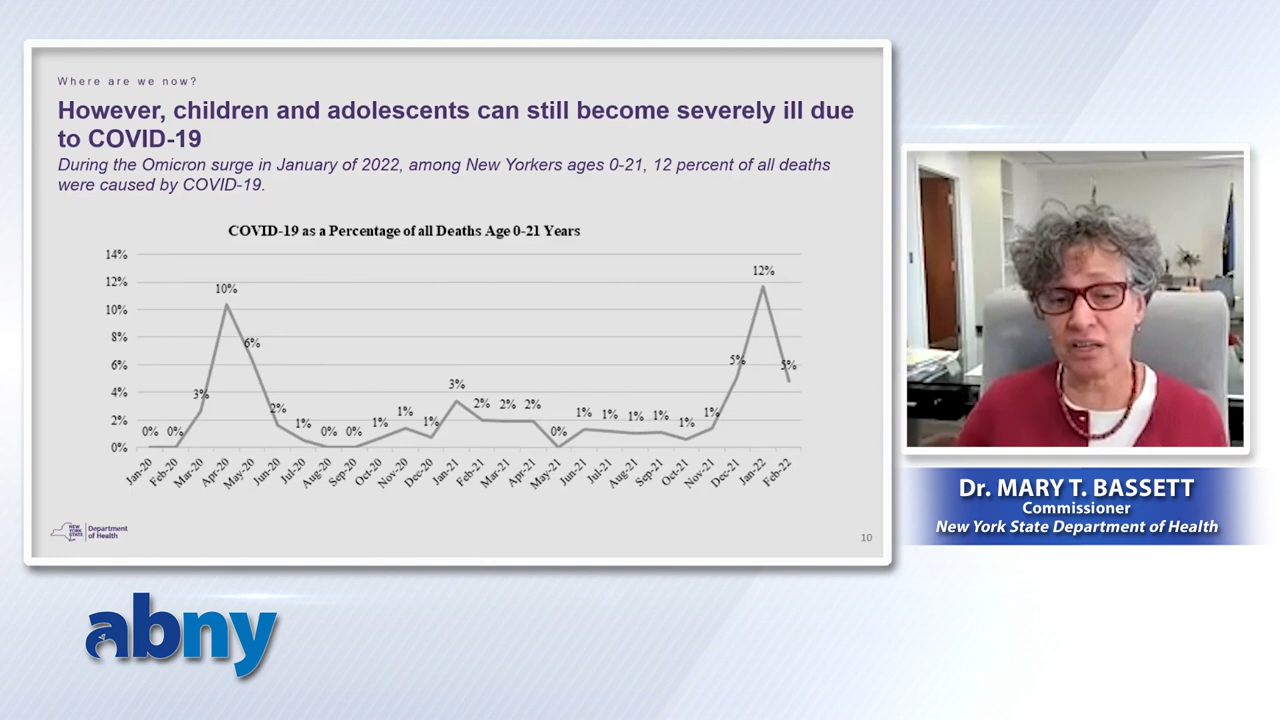 Where are we now?
However, children and adolescents can still become severely ill due
to COVID-19
During the Omicron surge in January of 2022, among New Yorkers ages 0-21, 12 percent of all deaths
were caused by COVID-19.
COVID-19 as a Percentage of all Deaths Age 0-21 Years
14%
12%
10%
8%
6%
4%
2%
0%
0% 0% 3% 10% 6% 2% 1% 0% 0% 1% 1% 1% 3% 2% 2% 2% 0% 1% 1% 1% 1% 1% 1% 5% 12% 5%
Jan-20 Feb-20 Mar-20 Apr-20 May-20 Jun-20 Jul-20 Aug-20 Sep-20 Oct-20 Nov-20 Dec-20 Jan-21 Feb-21 Mar-21 Apr-21 May-21 Jun-21 Jul-21 Aug-21 Sep-21 Oct-21 Nov-21 Dec-21 Jan-22 Feb-22
NEW YORK STATE
Department
of Health
10
Dr. MARY T. BASSETT
Commissioner
New York State Department of Health
abny